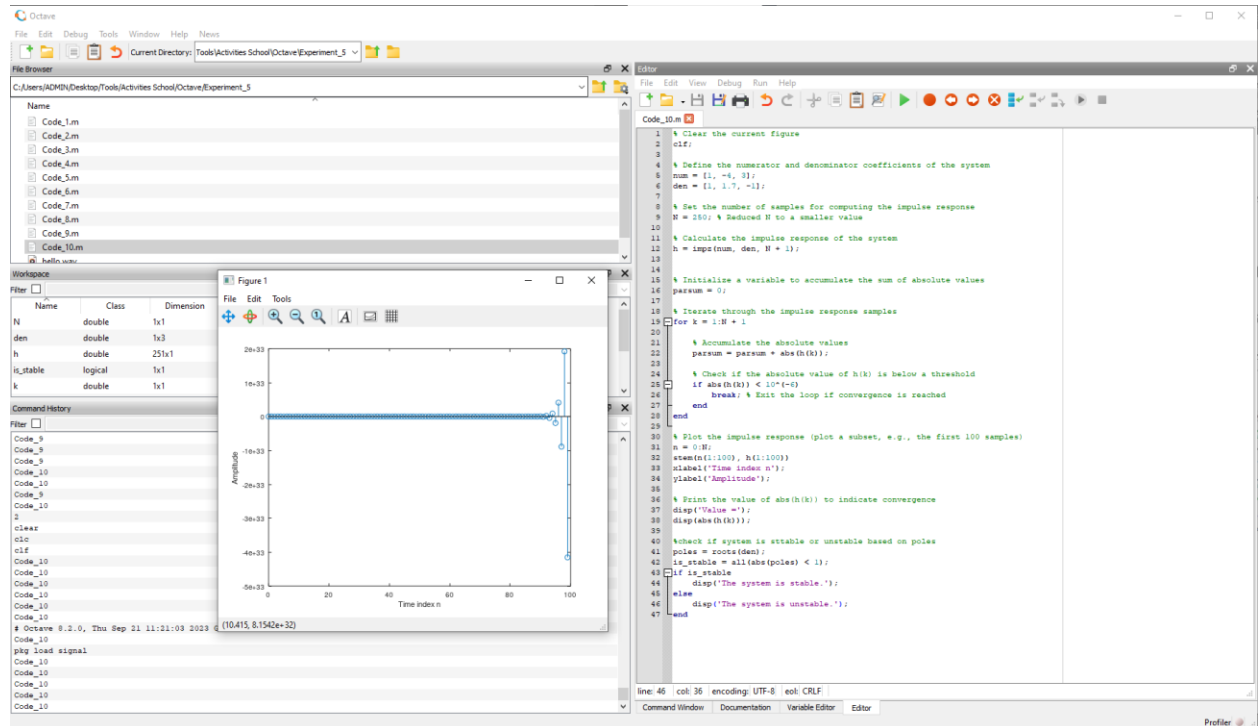 Octave
File Edit Debug Tools Window Help News
Current Directory: Tools\Activities School\Octave\Experiment_5
File Browser
C:/Users/ADMIN/Desktop/Tools/Activities School/Octave/Experiment_5
Name
Code_1.m
Code_2.m
Code_3.m
Code_4.m
Code_5.m
Code_6.m
Code_7.m
Code_8.m
Code_9.m
Code_10.m
hello.wav
Workspace
Filter
Name Class Dimension
N double 1x1
den double 1x3
h double 251x1
is_stable logical 1x1
k double 1x1
Command History
Filter
Code_9
Code_9
Code_9
Code_10
Code_10
Code_9
Code_10
2
clear
clc
clf
Code_10
Code_10
Code_10
Code_10
Code_10
Code_10
# Octave 8.2.0, Thu Sep 21 11:21:03 2023
Code_10
pkg load signal
Code_10
Code_10
Code_10
Code_10
Code_10
Figure 1
File Edit Tools
A
2e+33
1e+33
0
-1e+33
-2e+33
-3e+33
-4e+33
-5e+33
Amplitude
0 20 40 60 80 100
Time index n
(10.415, 8.1542e+32)
Editor
File Edit View Debug Run Help
Code_10.m
1 % Clear the current figure
2 clf;
3
4 % Define the numerator and denominator coefficients of the system
5 num = [1, -4, 3];
6 den = [1, 1.7, -1];
7
8 % Set the number of samples for computing the impulse response
9 N = 250; % Reduced N to a smaller value
10
11 % Calculate the impulse response of the system
12 h = impz(num, den, N + 1);
13
14
15 % Initialize a variable to accumulate the sum of absolute values
16 parsum = 0;
17
18 % Iterate through the impulse response samples
19 for k = 1:N + 1
20
21 % Accumulate the absolute values
22 parsum = parsum + abs(h(k));
23
24 % Check if the absolute value of h(k) is below a threshold
25 if abs(h(k)) < 10^(-6)
26 break; % Exit the loop if convergence is reached
27 end
28 end
29
30 % Plot the impulse response (plot a subset, e.g., the first 100 samples)
31 n = 0:N;
32 stem(n(1:100), h(1:100))
33 xlabel('Time index n');
34 ylabel('Amplitude');
35
36 % Print the value of abs(h(k)) to indicate convergence
37 disp('Value =');
38 disp(abs(h(k)));
39
40 %check if system is sttable or unstable based on poles
41 poles = roots(den);
42 is_stable = all(abs(poles) < 1);
43 if is_stable
44 disp('The system is stable.');
45 else
46 disp('The system is unstable.');
47 end
line: 46 col: 36 encoding: UTF-8 eol: CRLF
Command Window Documentation Variable Editor Editor
Profiler